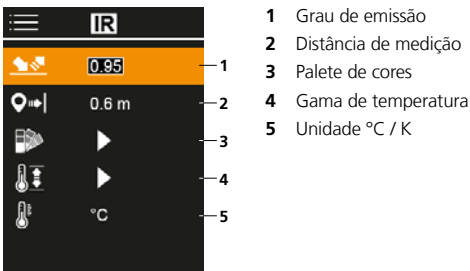 IR
0.95
1
0.6 m
2
3
4
°C
5
1 Grau de emissão
2 Distância de medição
3 Palete de cores
4 Gama de temperatura
5 Unidade °C / K